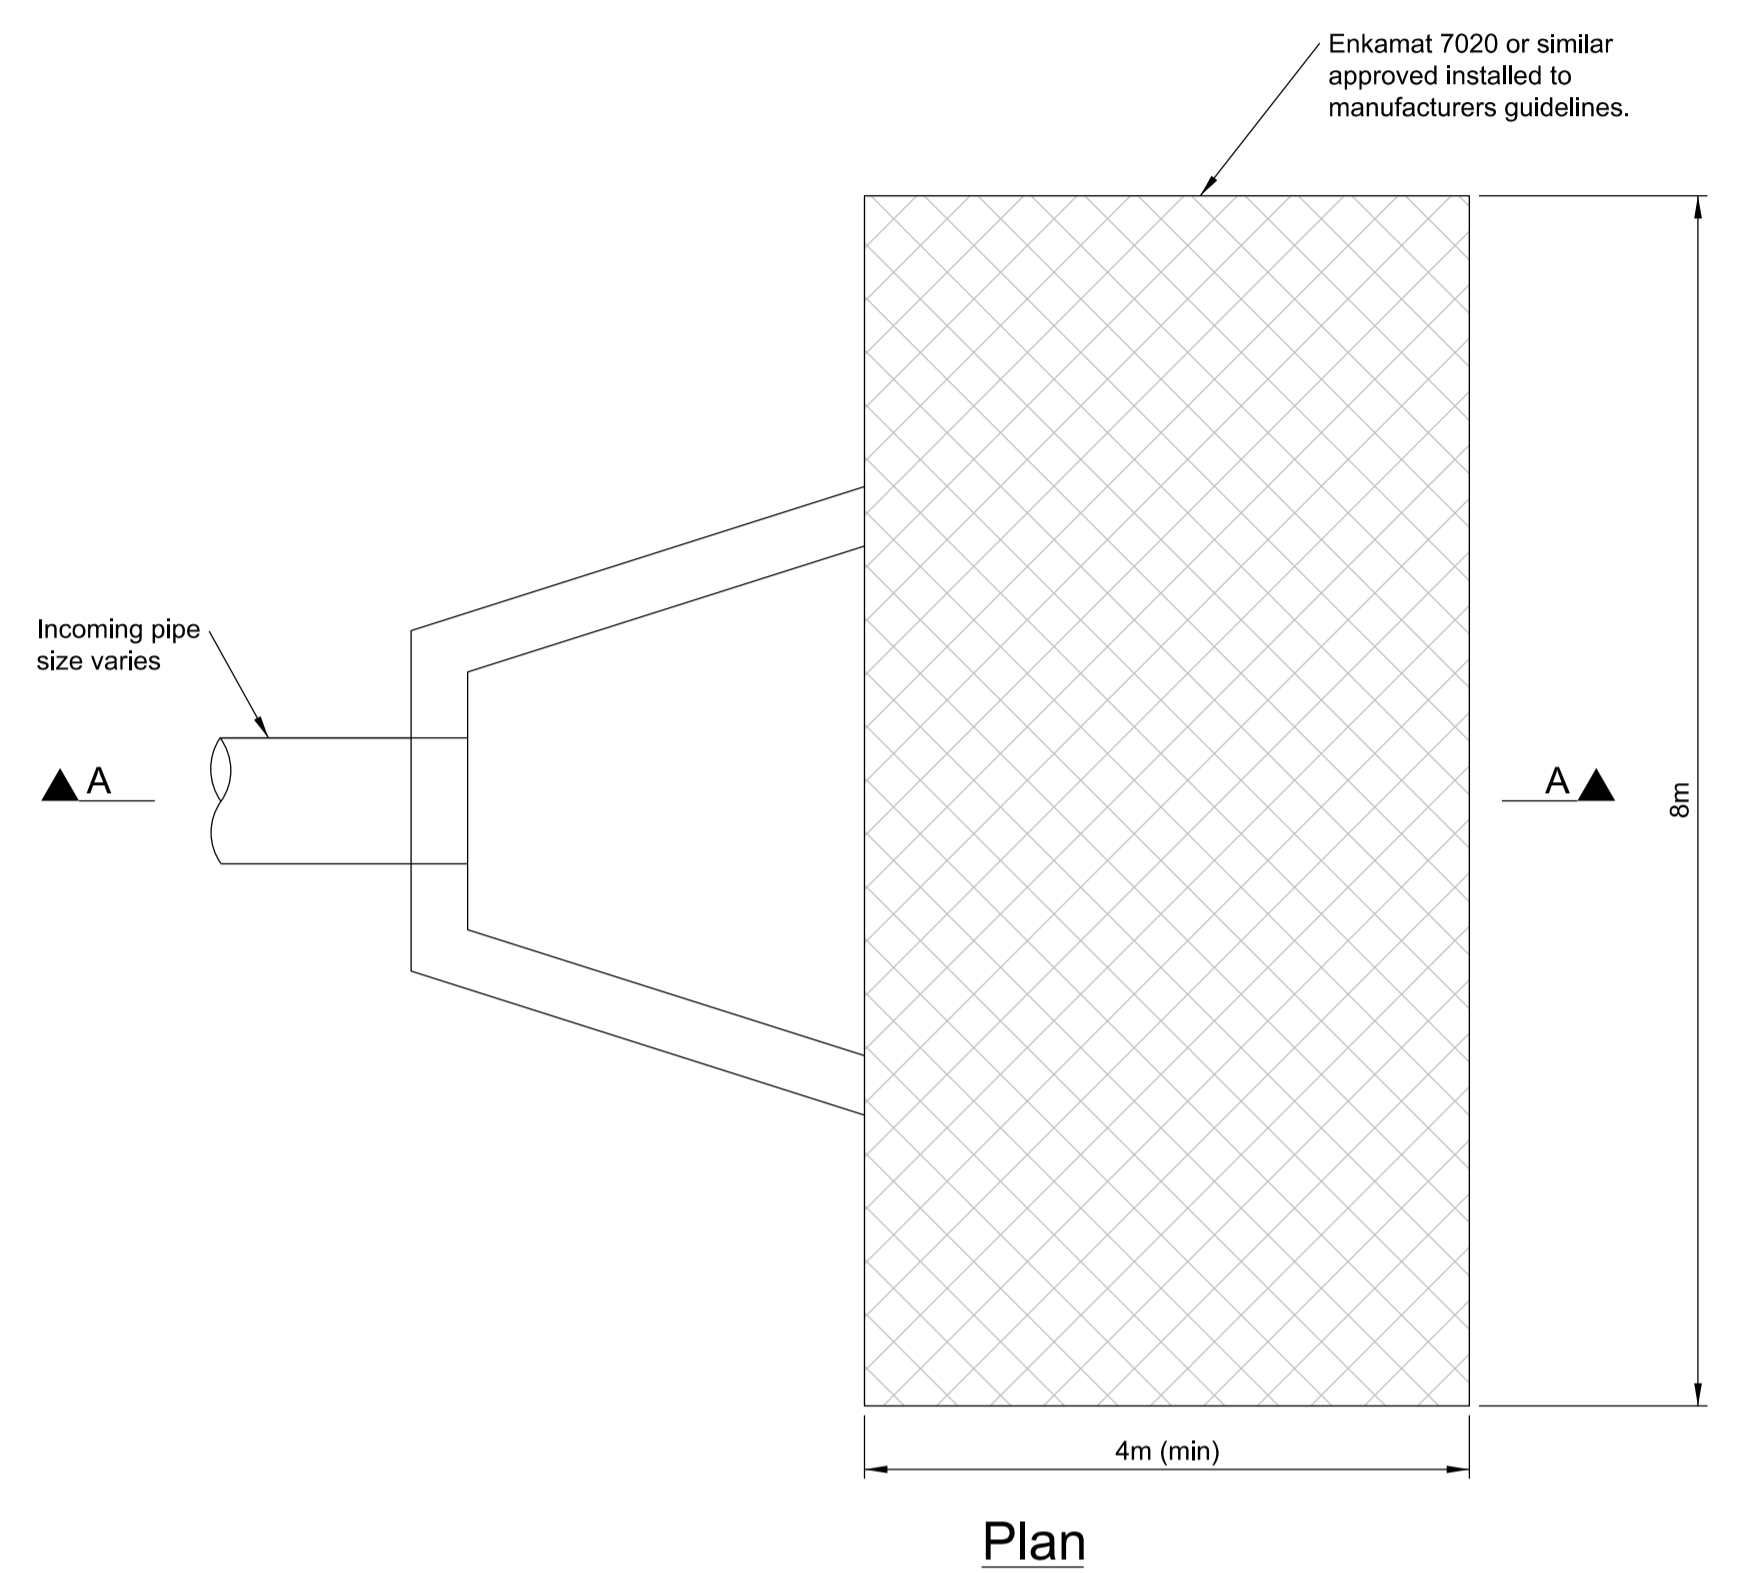 Enkamat 7020 or similar
approved installed to
manufacturers guidelines.
Incoming pipe
size varies
A
A
8m
4m (min)
Plan